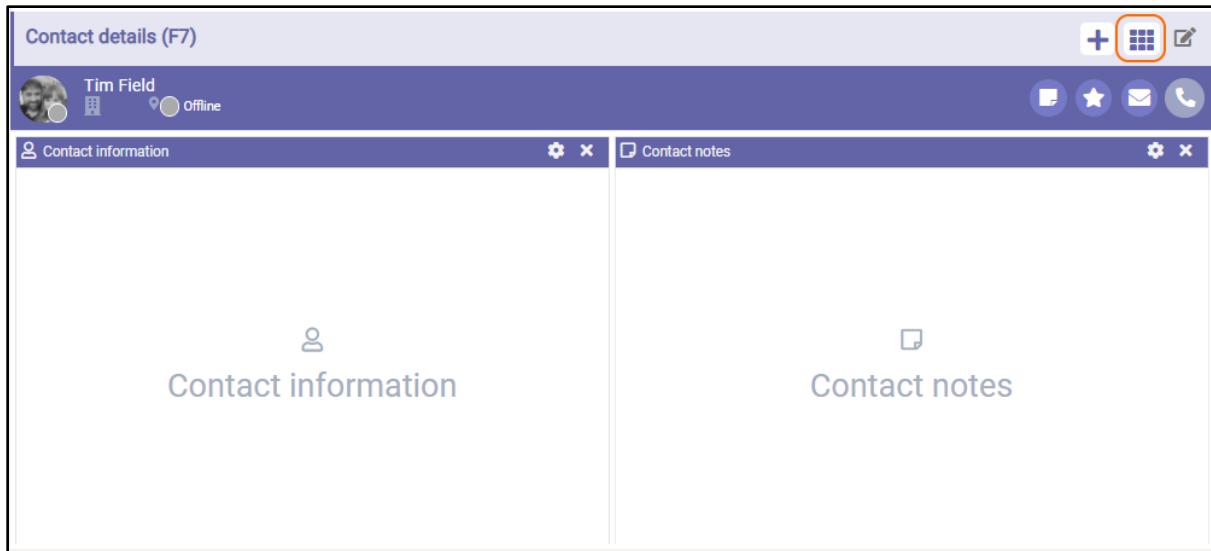 Contact details (F7)
Tim Field
Offline
Contact information
Contact notes
Contact information
Contact notes